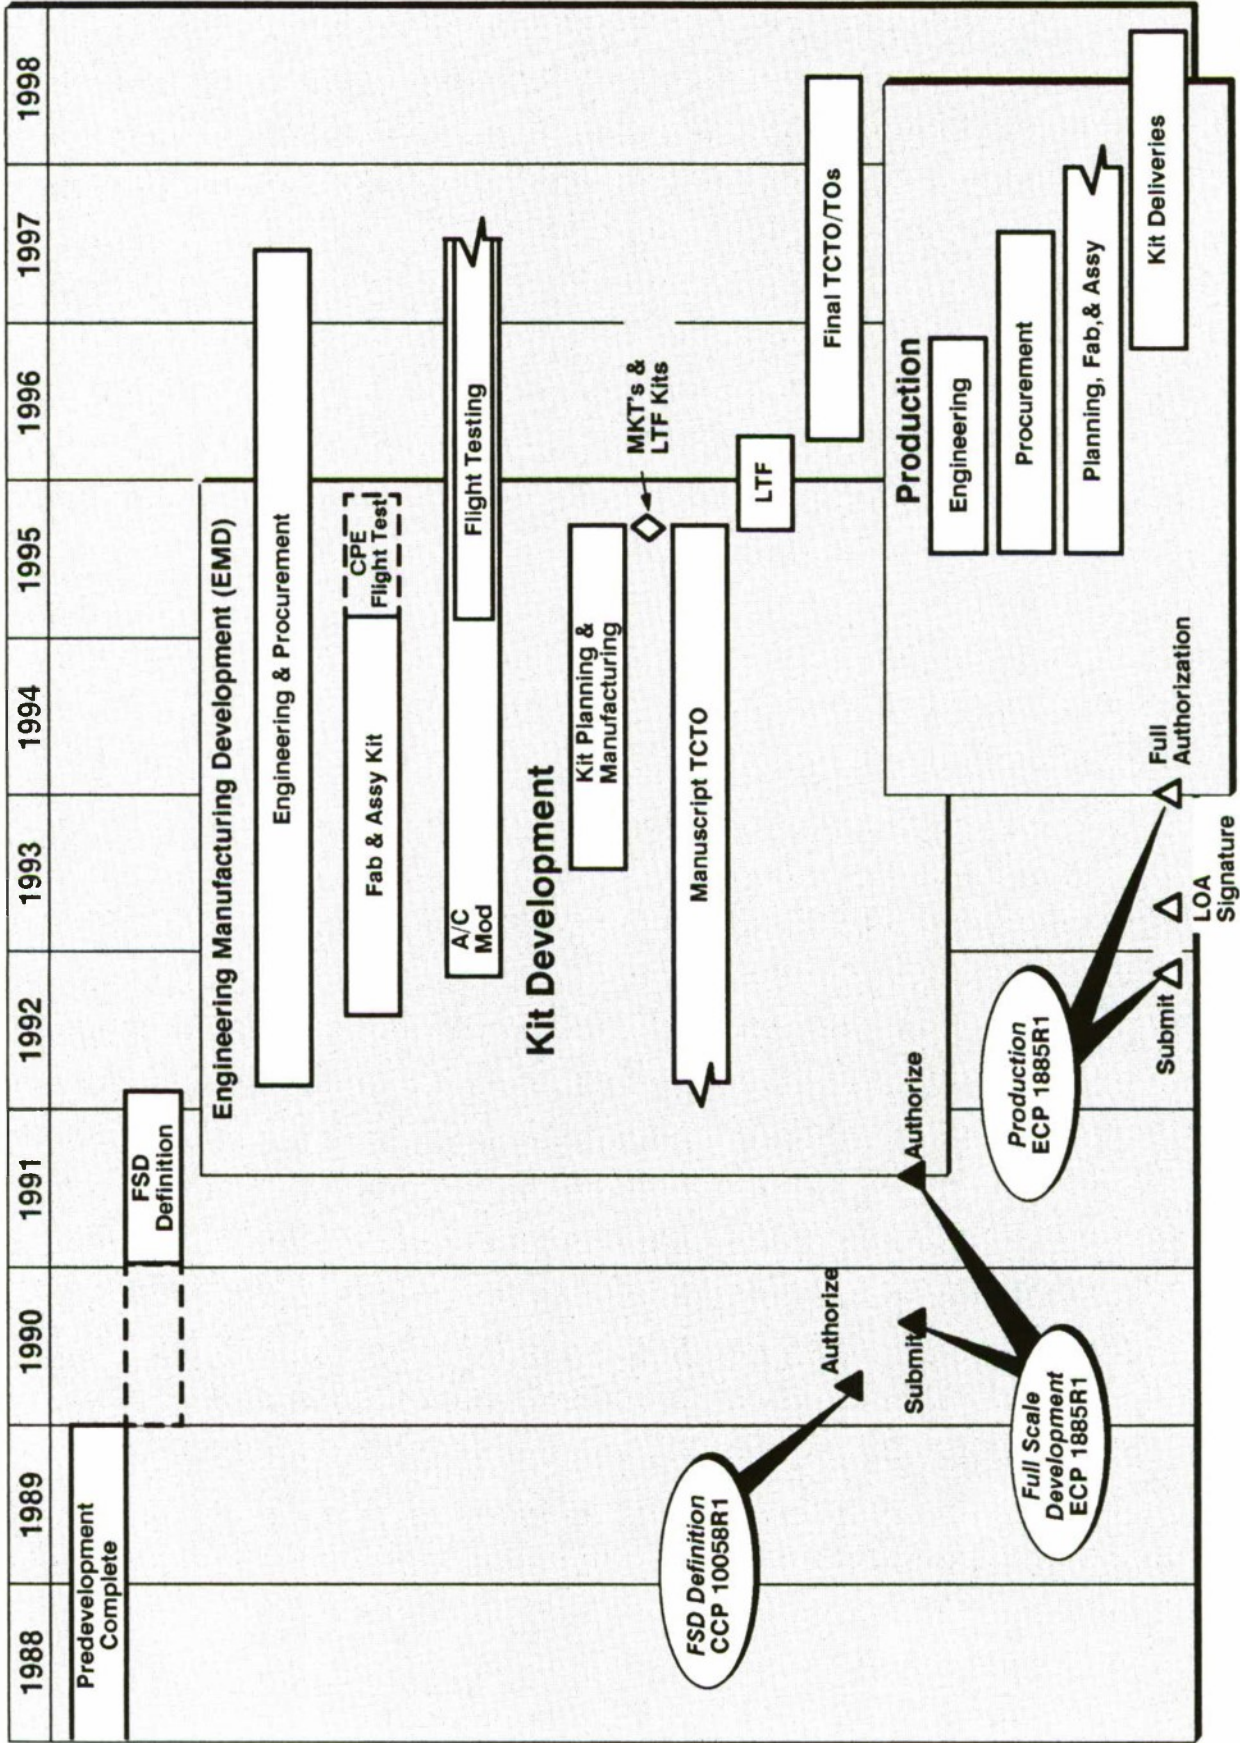 1988 1989 1990 1991 1992 1993 1994 1995 1996 1997 1998
Predevelopment
Complete
FSD
Definition
Engineering Manufacturing Development (EMD)
Engineering & Procurement
Fab & Assy Kit
CPE
Flight Test
A/C
Mod
Flight Testing
Kit Development
Kit Planning &
Manufacturing
MKT's &
LTF Kits
Manuscript TCTO
LTF
Final TCTO/TOs
FSD Definition
CCP 10058R1
Authorize
Submit
Authorize
Full Scale
Development
ECP 1885R1
Production
Engineering
Procurement
Planning, Fab,& Assy
Kit Deliveries
Production
ECP 1885R1
Submit
LOA
Signature
Full
Authorization